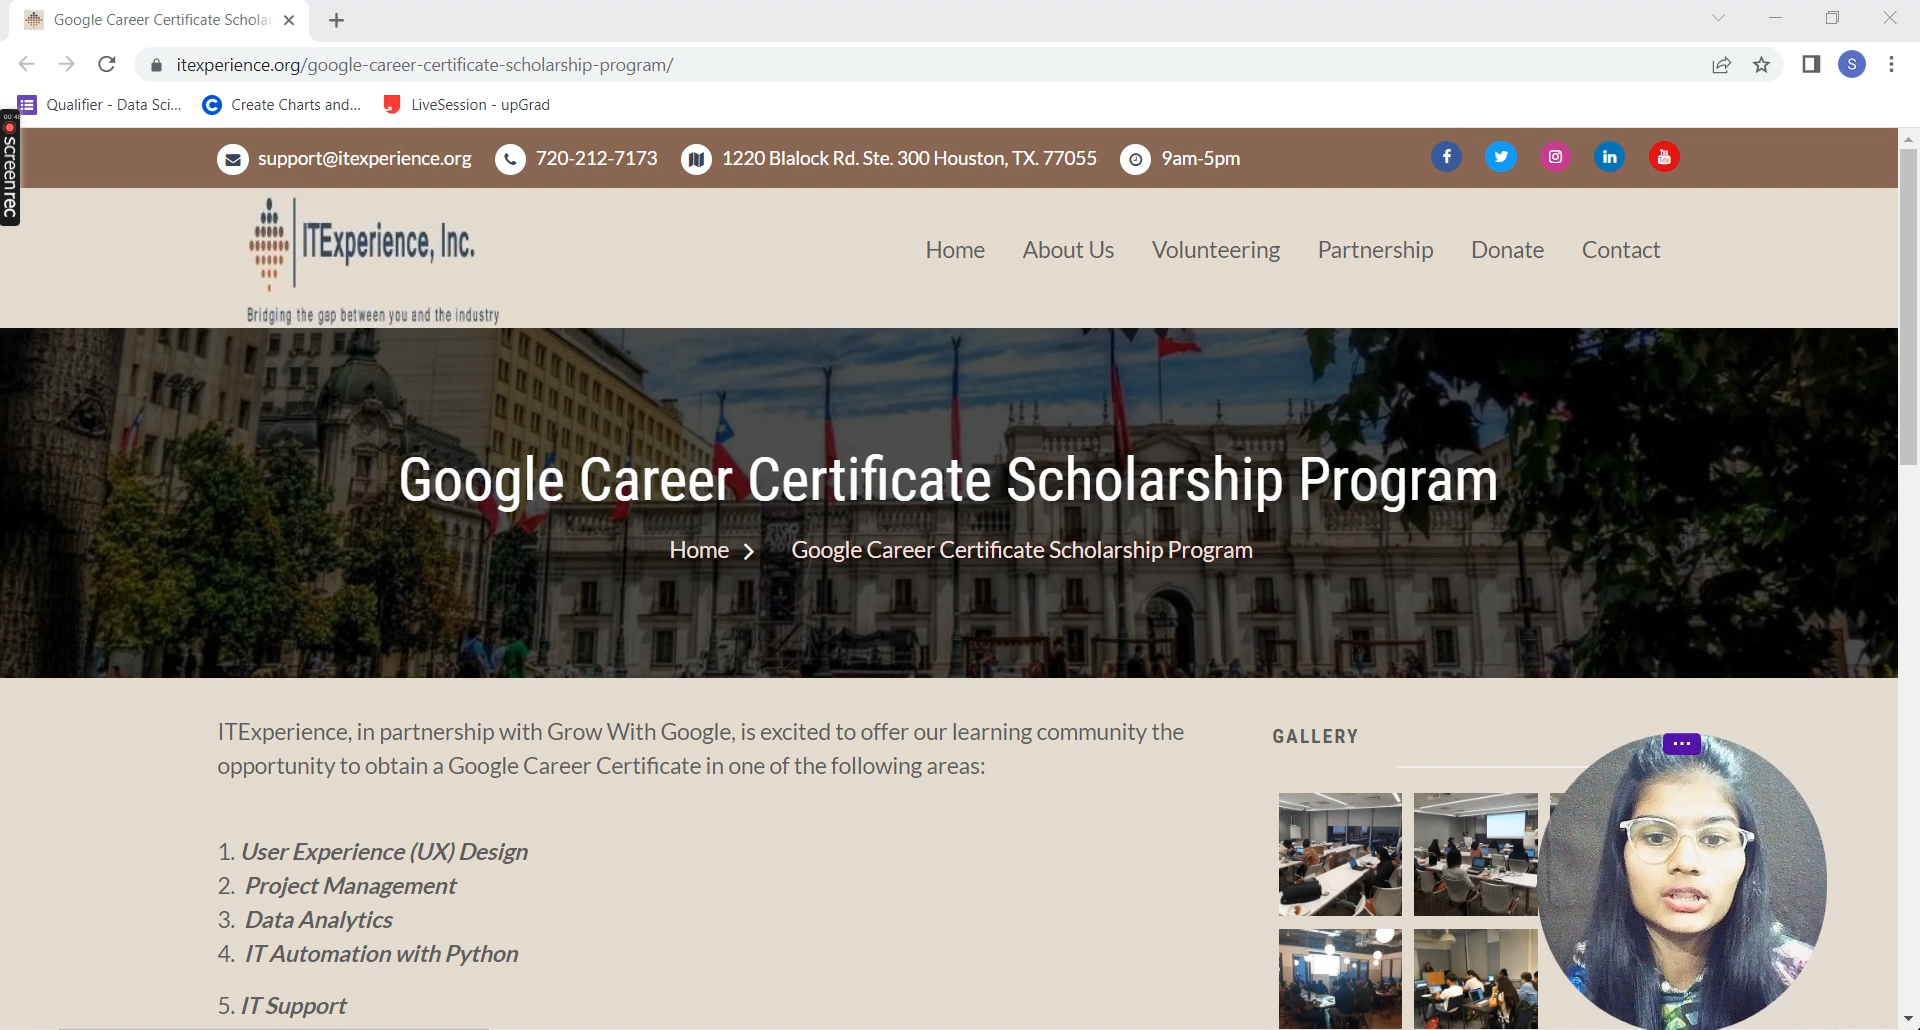 Google Career Certificate Schola
itexperience.org/google-career-certificate-scholarship-program/
S
Qualifier - Data Sci...
Create Charts and...
LiveSession - upGrad
screenrec
support@itexperience.org
720-212-7173
1220 Blalock Rd. Ste. 300 Houston, TX. 77055
9am-5pm
ITExperience, Inc.
Bridging the gap between you and the industry
Home
About Us
Volunteering
Partnership
Donate
Contact
Google Career Certificate Scholarship Program
Home
Google Career Certificate Scholarship Program
ITExperience, in partnership with Grow With Google, is excited to offer our learning community the
opportunity to obtain a Google Career Certificate in one of the following areas:
GALLERY
1. User Experience (UX) Design
2. Project Management
3. Data Analytics
4. IT Automation with Python
5. IT Support